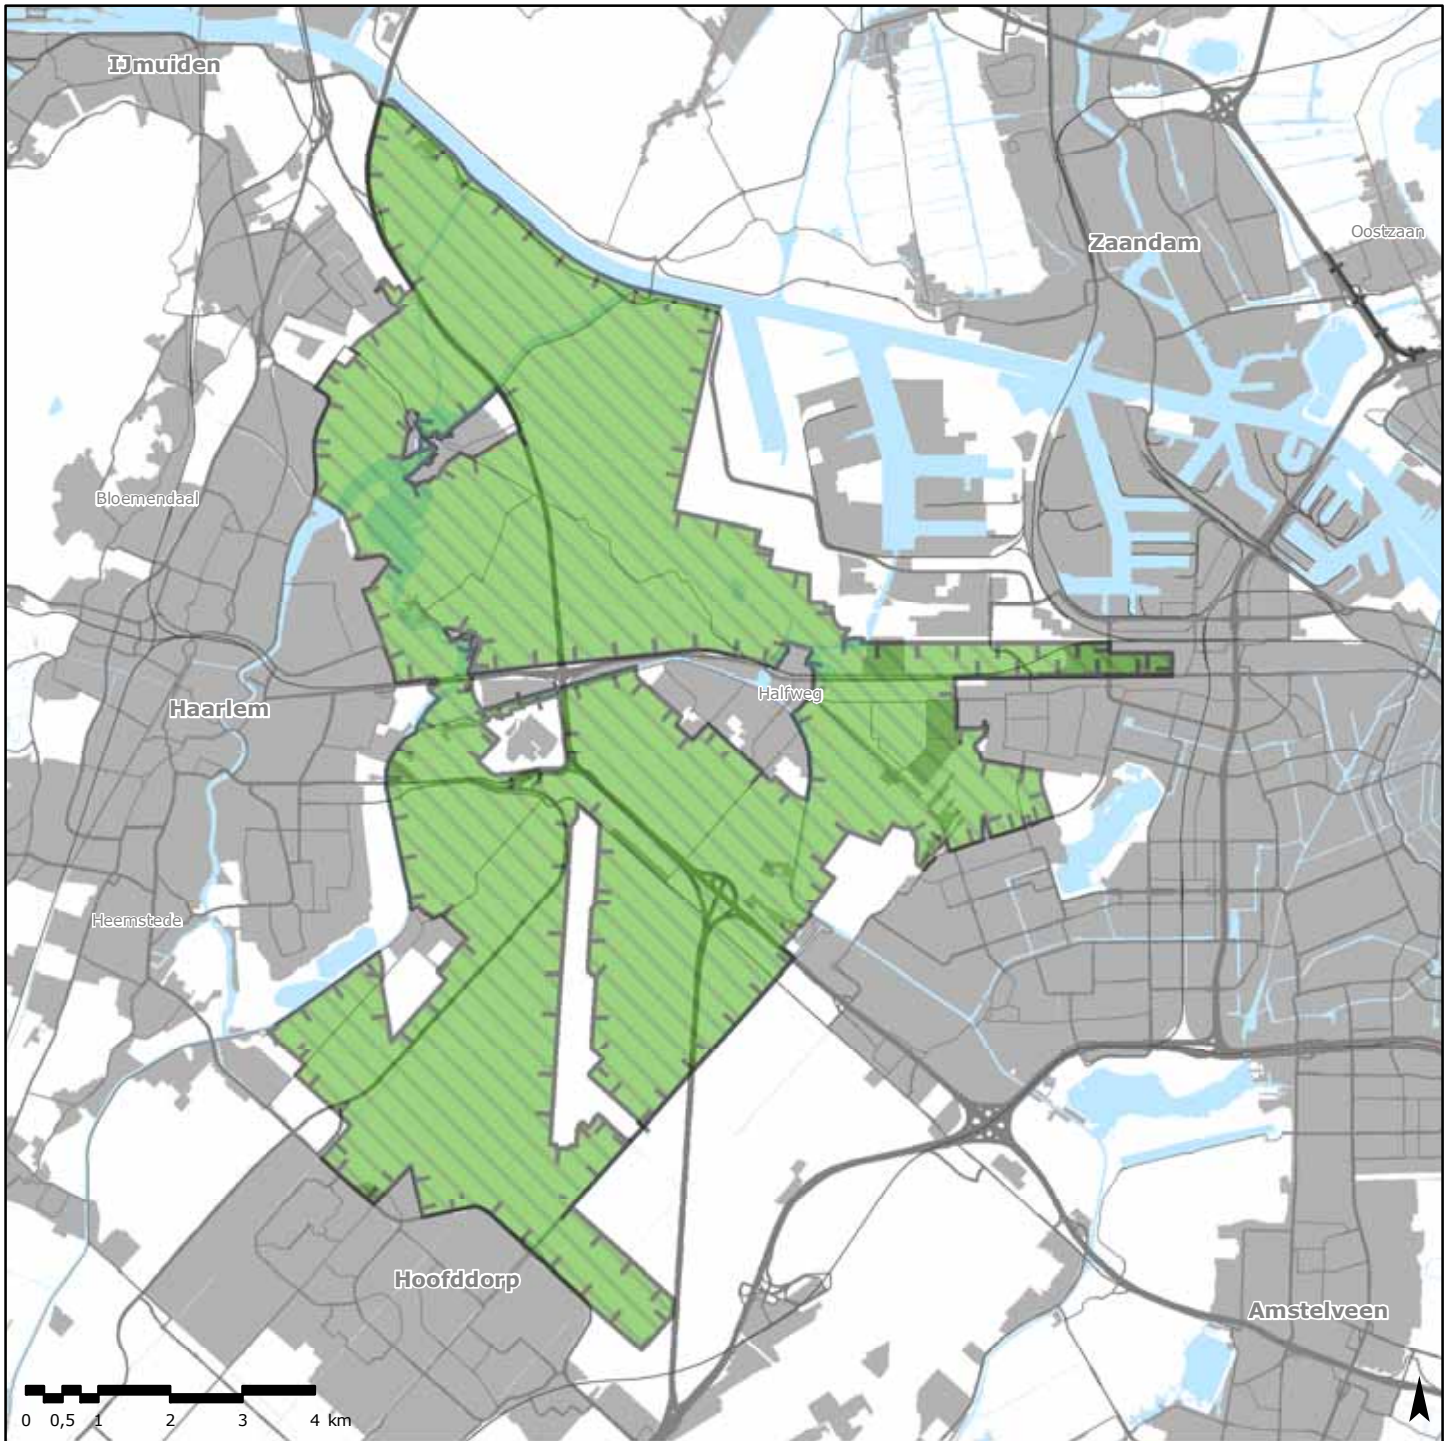 IJmuiden
Oostzaan
Zaandam
Bloemendaal
Halfweg
Haarlem
Heemstede
Hoofddorp
Amstelveen
0 0,5 1 2 3 4 km